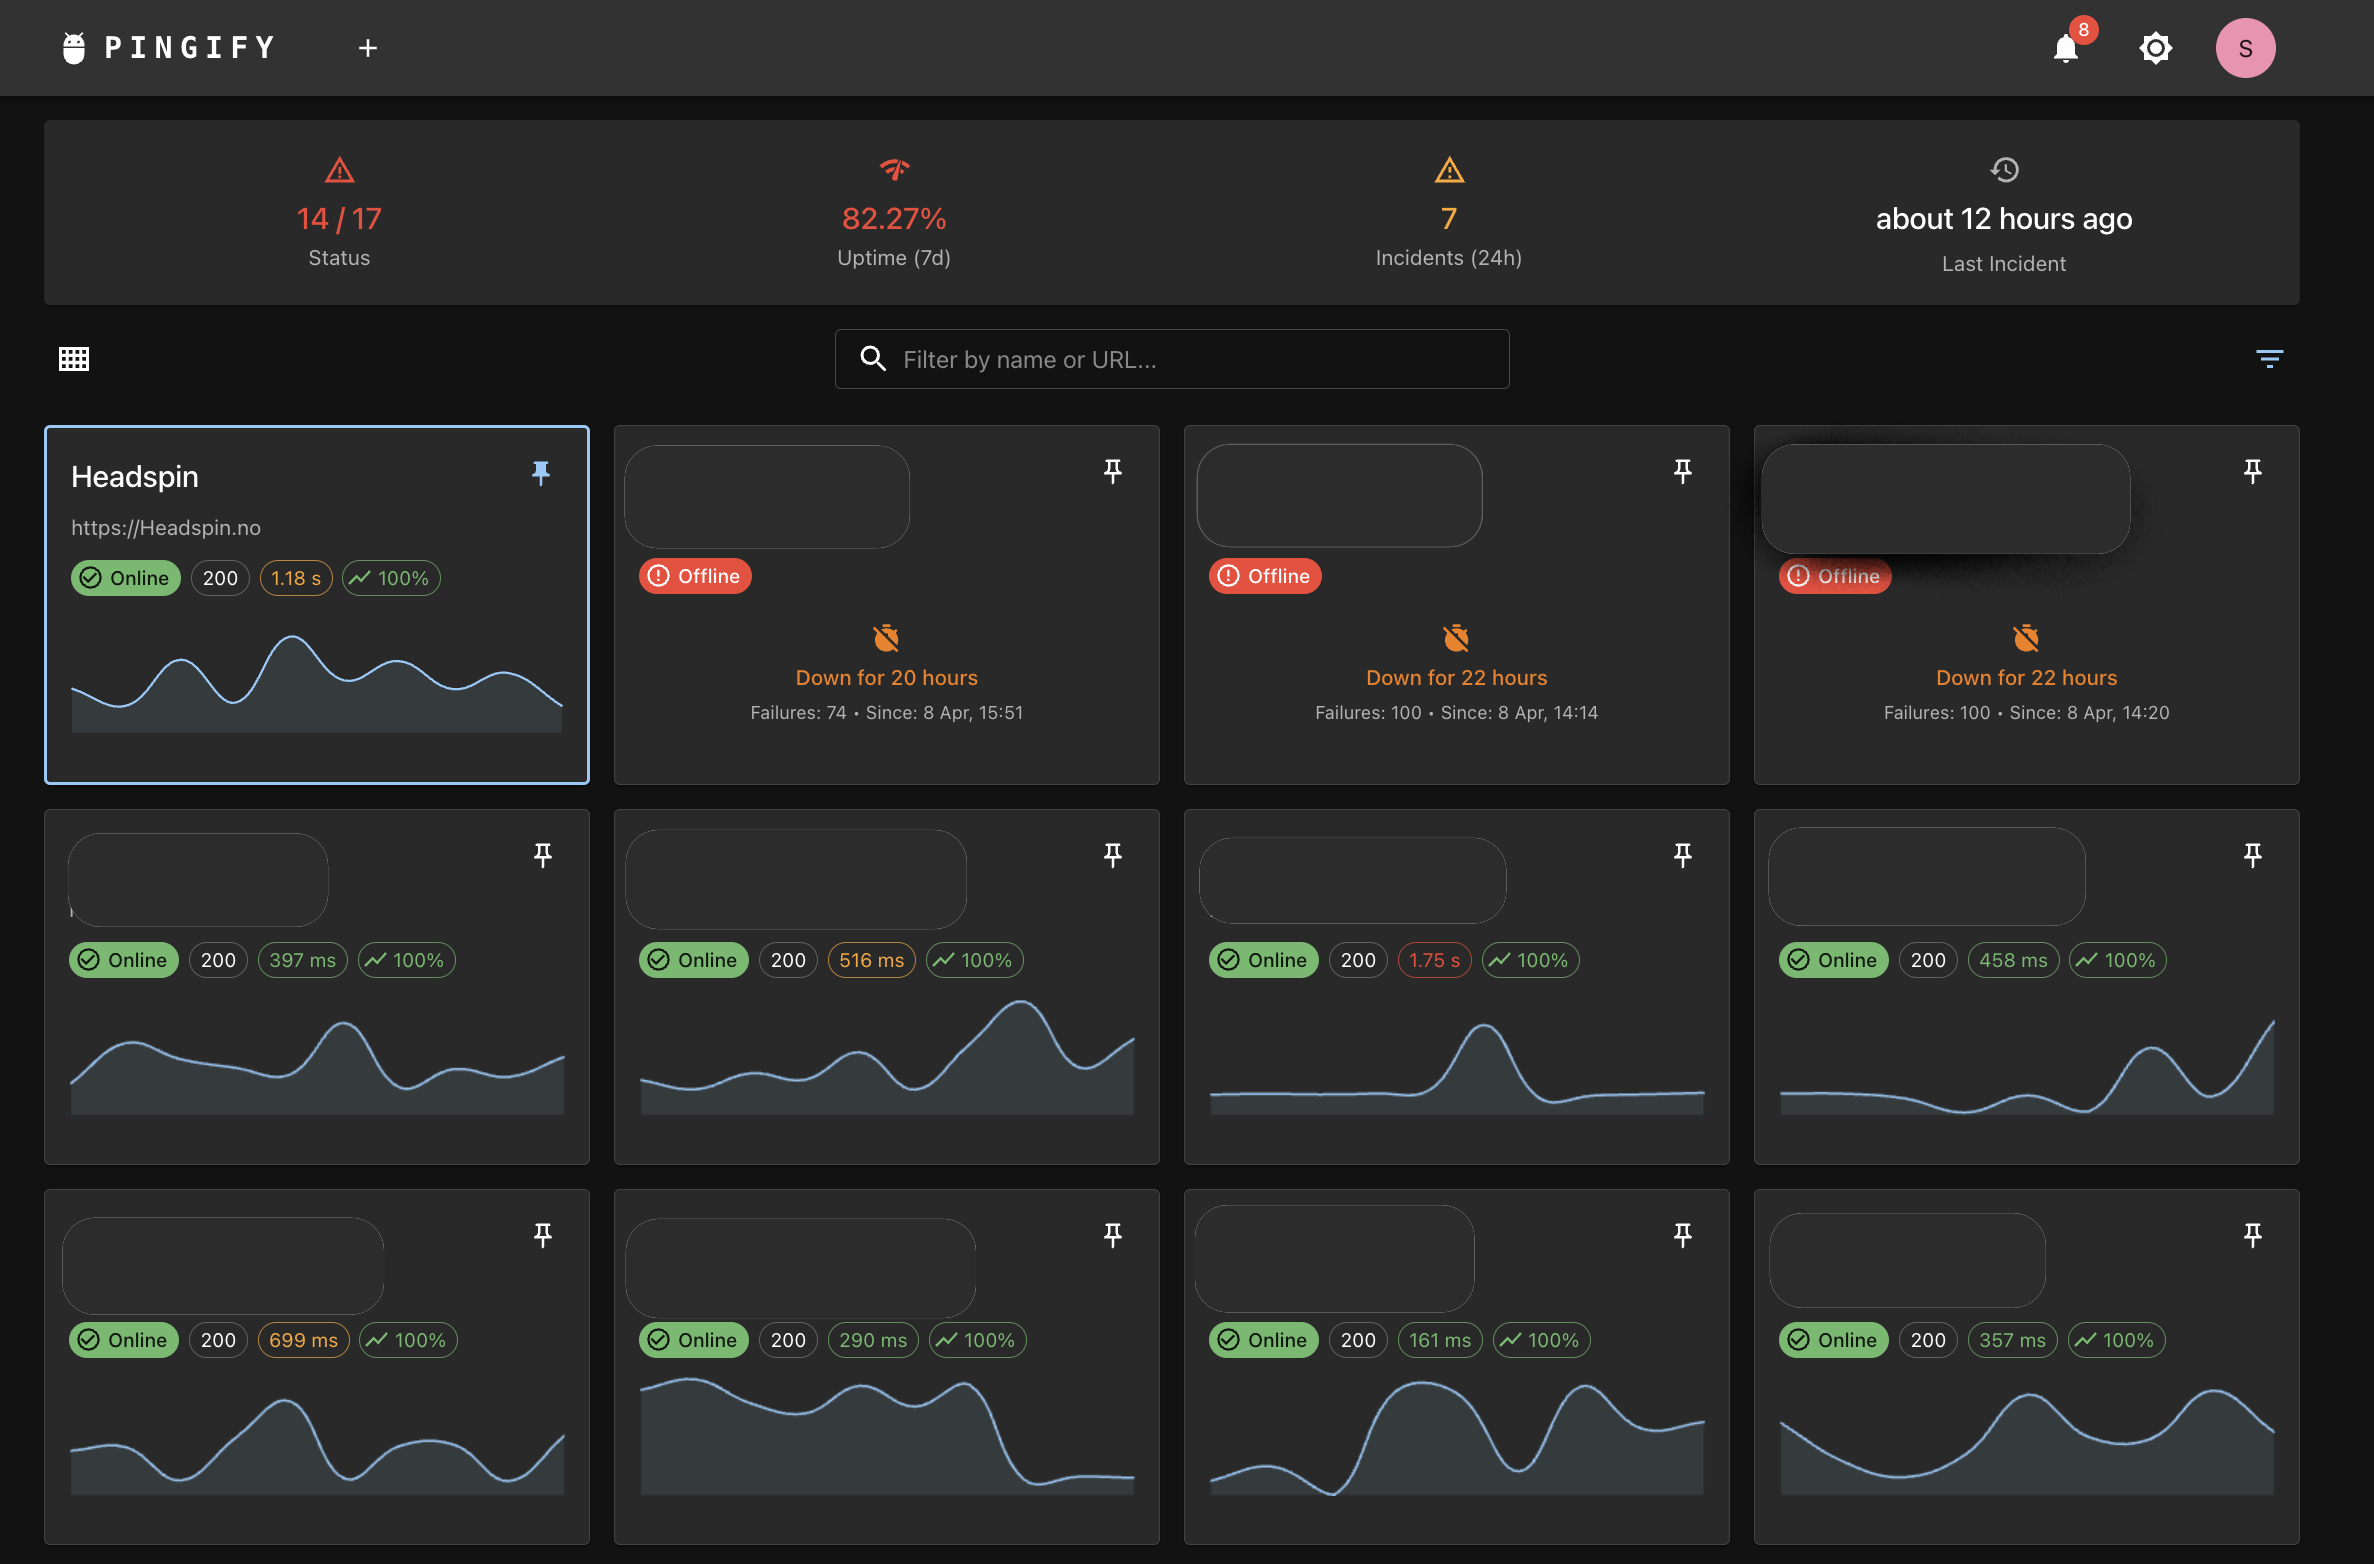 PINGIFY +
8
S
14 / 17
Status
82.27%
Uptime (7d)
7
Incidents (24h)
about 12 hours ago
Last Incident
Filter by name or URL...
Headspin
https://Headspin.no
Online 200 1.18 s 100%
Offline
Down for 20 hours
Failures: 74 • Since: 8 Apr, 15:51
Offline
Down for 22 hours
Failures: 100 • Since: 8 Apr, 14:14
Offline
Down for 22 hours
Failures: 100 • Since: 8 Apr, 14:20
Online 200 397 ms 100%
Online 200 516 ms 100%
Online 200 1.75 s 100%
Online 200 458 ms 100%
Online 200 699 ms 100%
Online 200 290 ms 100%
Online 200 161 ms 100%
Online 200 357 ms 100%